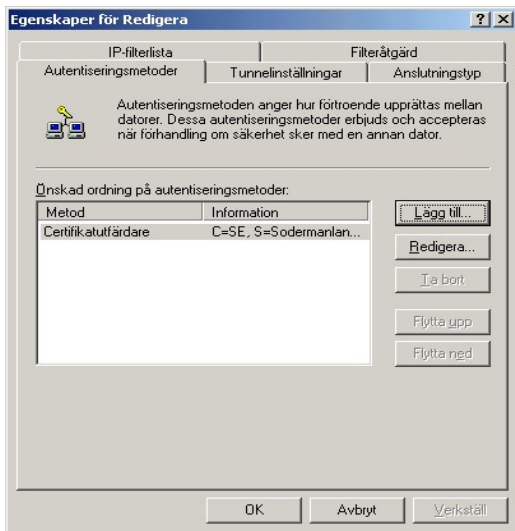 Egenskaper för Redigera
IP-filterlista
Filteråtgärd
Autentiseringsmetoder
Tunnelinställningar
Anslutningstyp
Autentiseringsmetoden anger hur förtroende upprättas mellan
datorer. Dessa autentiseringsmetoder erbjuds och accepteras
när förhandling om säkerhet sker med en annan dator.
Önskad ordning på autentiseringsmetoder:
Metod
Information
Certifikatutfärdare
C=SE, S=Sodermanlan...
Lägg till...
Redigera...
Ta bort
Flytta upp
Flytta ned
OK
Avbryt
Verkställ